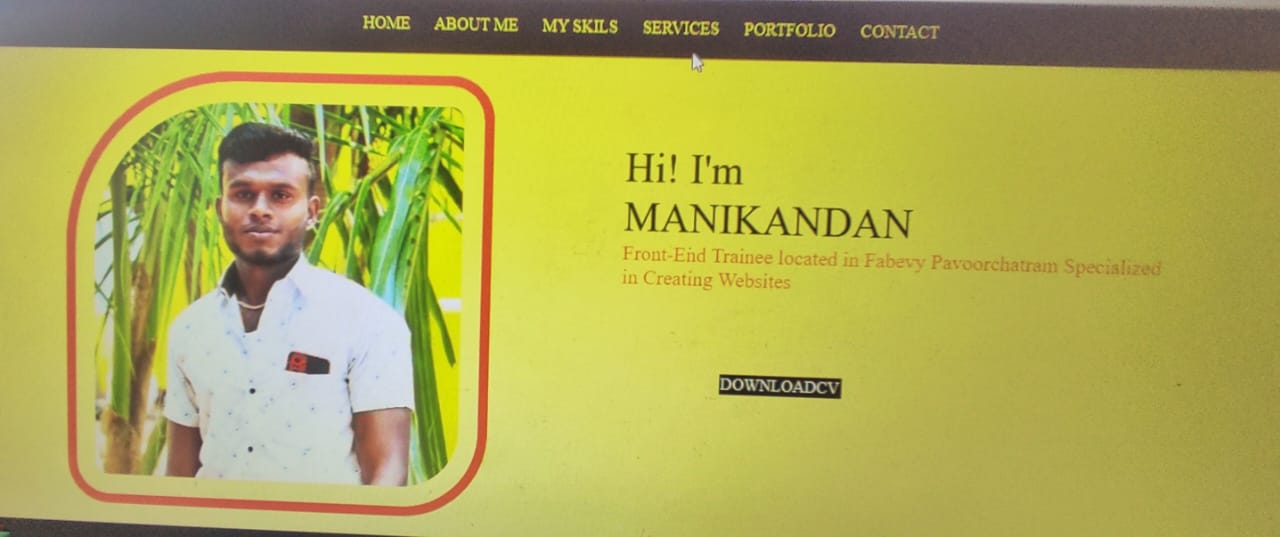 HOME ABOUT ME MY SKILS SERVICES PORTFOLIO CONTACT
Hi! I'm
MANIKANDAN
Front-End Trainee located in Fabevy Pavoorchatram Specialized
in Creating Websites
DOWNLOADCV